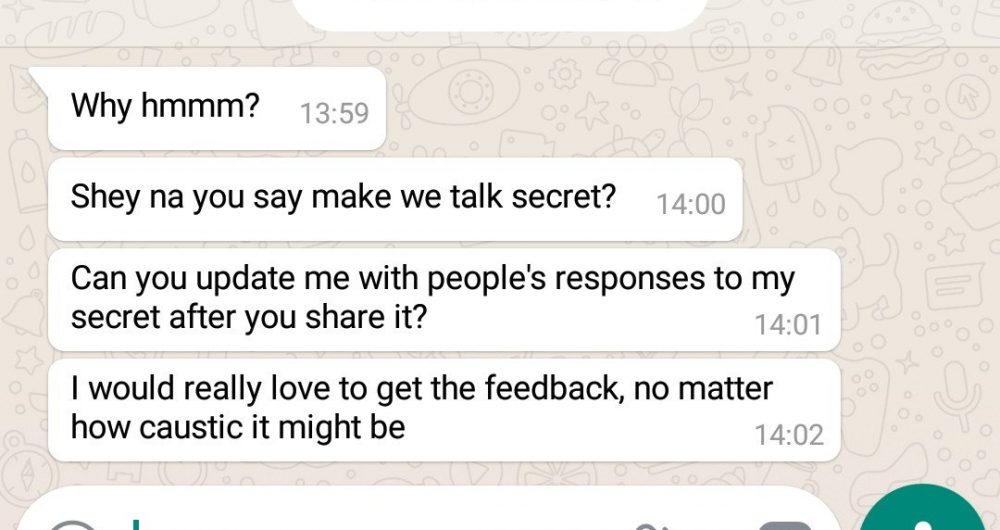 Why hmmm?
13:59
Shey na you say make we talk secret?
14:00
Can you update me with people's responses to my
secret after you share it?
14:01
I would really love to get the feedback, no matter
how caustic it might be
14:02